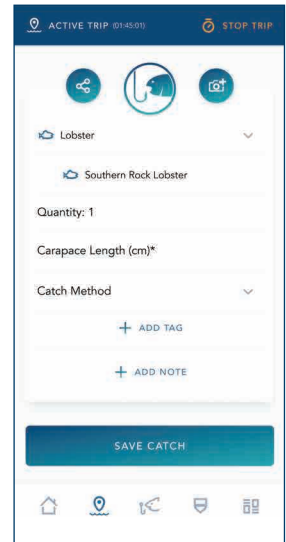 ACTIVE TRIP (01:45:01) STOP TRIP
Lobster
Southern Rock Lobster
Quantity: 1
Carapace Length (cm)*
Catch Method
+ ADD TAG
+ ADD NOTE
SAVE CATCH